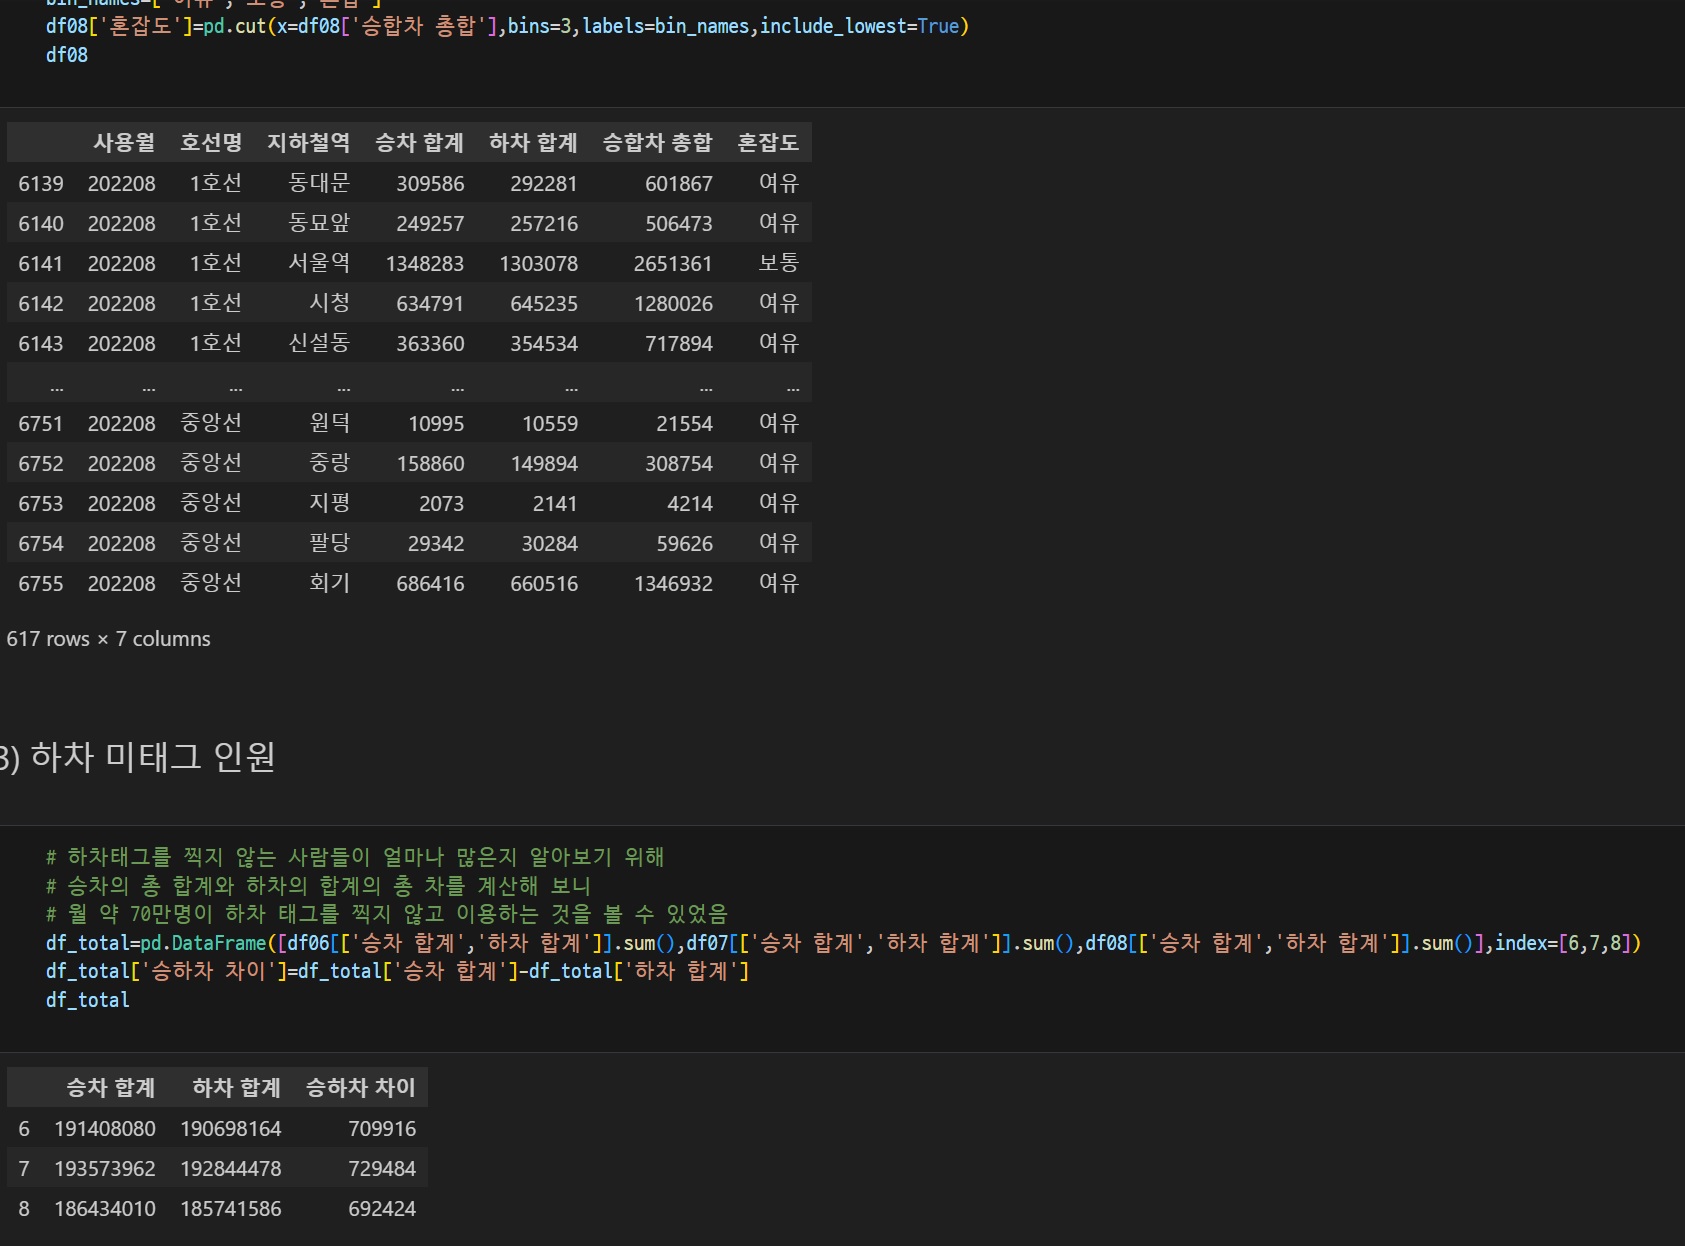 df08['혼잡도']=pd.cut(x=df08['승합차 총합'],bins=3,labels=bin_names,include_lowest=True)
df08
사용월 호선명 지하철역 승차 합계 하차 합계 승합차 총합 혼잡도
6139 202208 1호선 동대문 309586 292281 601867 여유
6140 202208 1호선 동묘앞 249257 257216 506473 여유
6141 202208 1호선 서울역 1348283 1303078 2651361 보통
6142 202208 1호선 시청 634791 645235 1280026 여유
6143 202208 1호선 신설동 363360 354534 717894 여유
... ... ... ... ... ... ... ...
6751 202208 중앙선 원덕 10995 10559 21554 여유
6752 202208 중앙선 중랑 158860 149894 308754 여유
6753 202208 중앙선 지평 2073 2141 4214 여유
6754 202208 중앙선 팔당 29342 30284 59626 여유
6755 202208 중앙선 회기 686416 660516 1346932 여유
617 rows × 7 columns
3) 하차 미태그 인원
# 하차태그를 찍지 않는 사람들이 얼마나 많은지 알아보기 위해
# 승차의 총 합계와 하차의 합계의 총 차를 계산해 보니
# 월 약 70만명이 하차 태그를 찍지 않고 이용하는 것을 볼 수 있었음
df_total=pd.DataFrame([df06[['승차 합계','하차 합계']].sum(),df07[['승차 합계','하차 합계']].sum(),df08[['승차 합계','하차 합계']].sum()],index=[6,7,8])
df_total['승하차 차이']=df_total['승차 합계']-df_total['하차 합계']
df_total
승차 합계 하차 합계 승하차 차이
6 191408080 190698164 709916
7 193573962 192844478 729484
8 186434010 185741586 692424